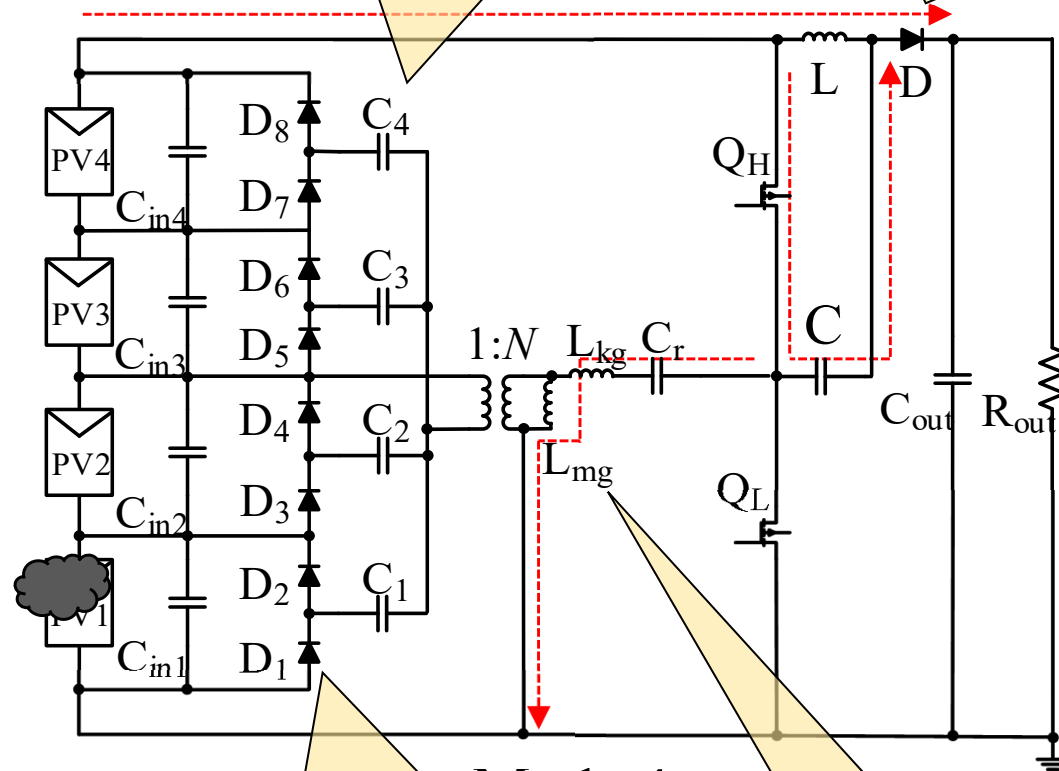 L
D
D8
C4
QH
PV4
D7
Cin4
C3
D6
PV3
C
1:N
Lkg
Cr
D5
Cin3
D4
C2
Cout
Rout
PV2
Lmg
QL
D3
Cin2
C1
D2
PV1
Cin1
D1